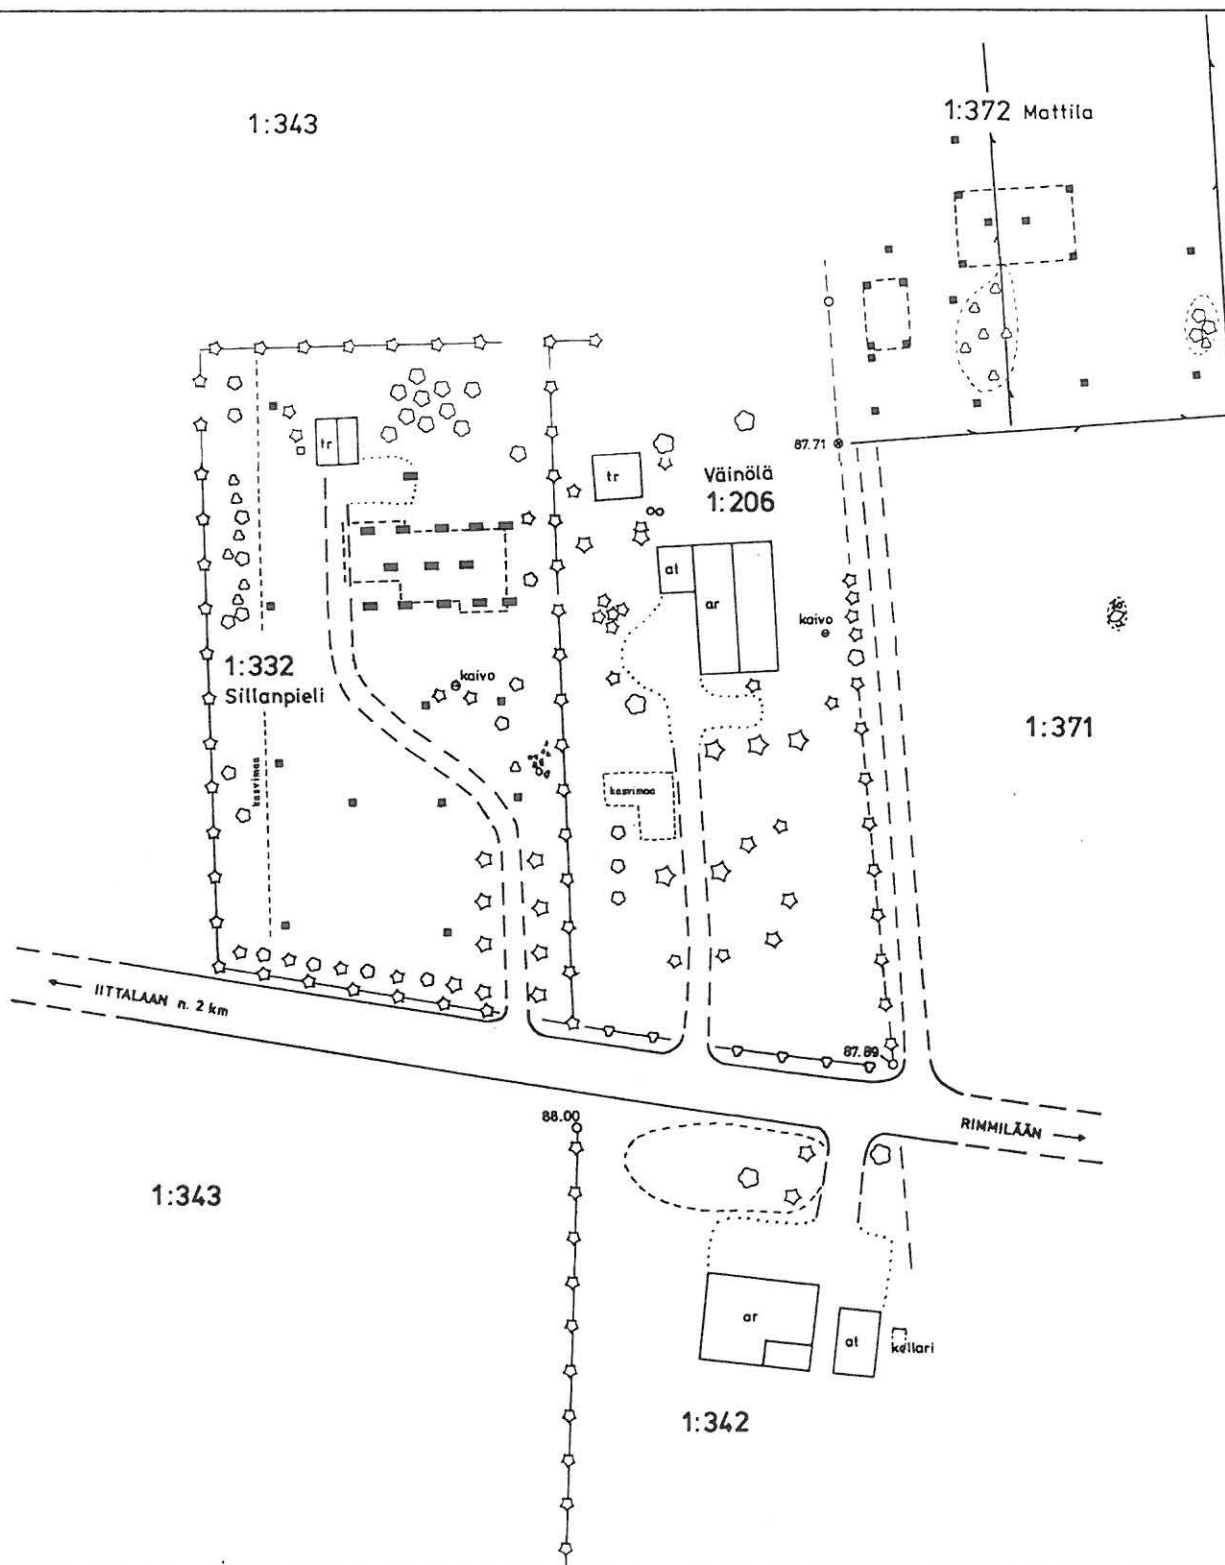 1:343
1:372 Mattila
87.71
tr
tr
Väinölä
1:206
at
ar
kaivo
1:332
Sillanpieli
kaivo
1:371
kasvimaa
kasvimaa
IITTALAAN n. 2 km
87.89
88.00
RIMMILÄÄN
1:343
ar
at
kellari
1:342